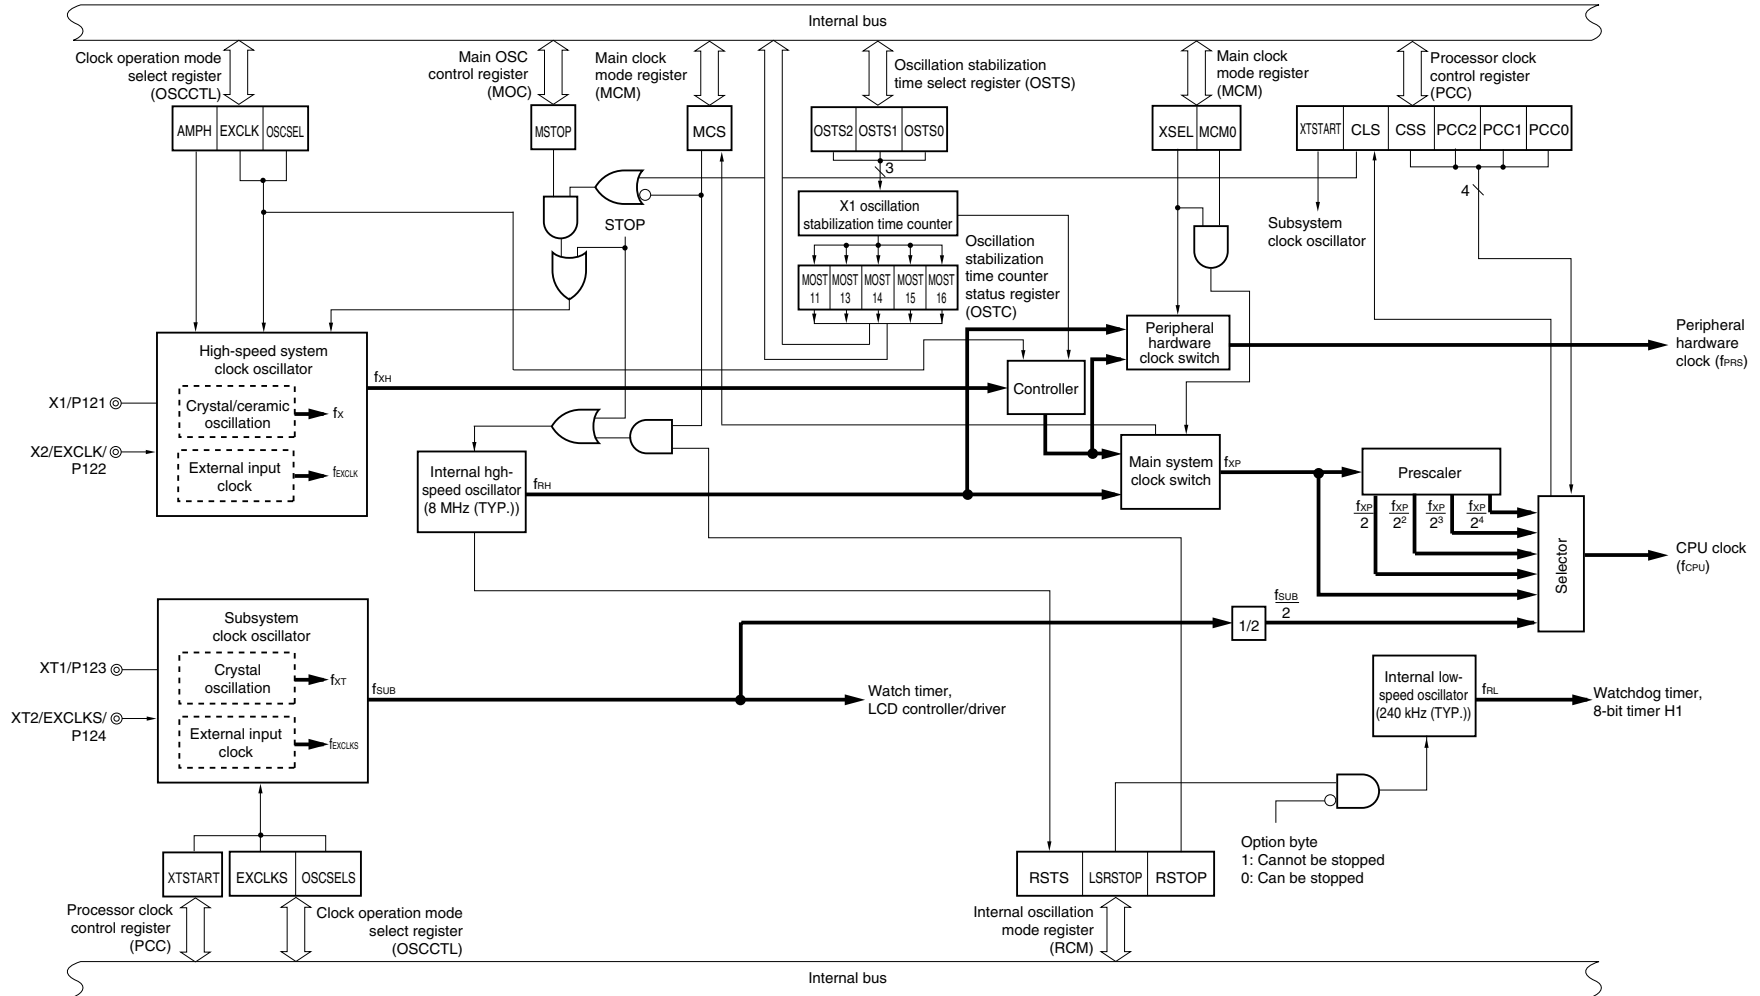 Internal bus
Clock operation mode
select register
(OSCCTL)
Main OSC
control register
(MOC)
Main clock
mode register
(MCM)
Oscillation stabilization
time select register (OSTS)
Main clock
mode register
(MCM)
Processor clock
control register
(PCC)
AMPH EXCLK OSCSEL
MSTOP
MCS
OSTS2 OSTS1 OSTS0
XSEL MCM0
XTSTART CLS CSS PCC2 PCC1 PCC0
3
4
STOP
X1 oscillation
stabilization time counter
Subsystem
clock oscillator
Oscillation
stabilization
time counter
status register
(OSTC)
MOST MOST MOST MOST MOST
11 13 14 15 16
High-speed system
clock oscillator
Crystal/ceramic
oscillation
fX
External input
clock
fEXCLK
X1/P121
X2/EXCLK/
P122
fXH
Controller
Peripheral
hardware
clock switch
Peripheral
hardware
clock (fPRS)
Internal hgh-
speed oscillator
(8 MHz (TYP.))
fRH
Main system
clock switch
fXP
Prescaler
fXP fXP fXP fXP
2 2² 2³ 2⁴
Selector
CPU clock
(fCPU)
Subsystem
clock oscillator
Crystal
oscillation
fXT
External input
clock
fEXCLKS
XT1/P123
XT2/EXCLKS/
P124
fSUB
Watch timer,
LCD controller/driver
1/2
fSUB
2
Internal low-
speed oscillator
(240 kHz (TYP.))
fRL
Watchdog timer,
8-bit timer H1
Option byte
1: Cannot be stopped
0: Can be stopped
XTSTART EXCLKS OSCSELS
RSTS LSRSTOP RSTOP
Processor clock
control register
(PCC)
Clock operation mode
select register
(OSCCTL)
Internal oscillation
mode register
(RCM)
Internal bus